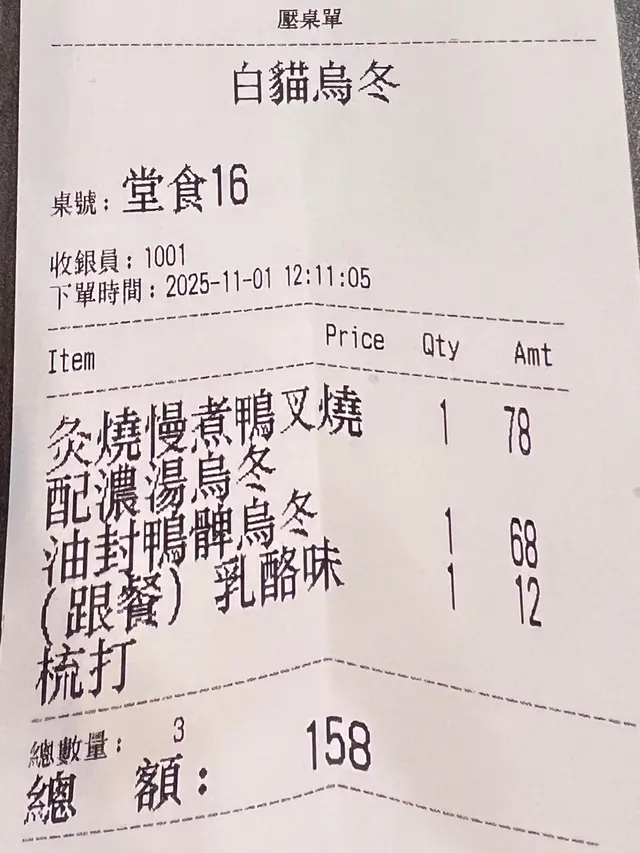 壓桌單
白貓烏冬
桌號：堂食16
收銀員：1001
下單時間：2025-11-01 12:11:05
Item Price Qty Amt
灸燒慢煮鴨叉燒 1 78
配濃湯烏冬
油封鴨髀烏冬 1 68
(跟餐) 乳酪味 1 12
梳打
總數量： 3
總 額： 158